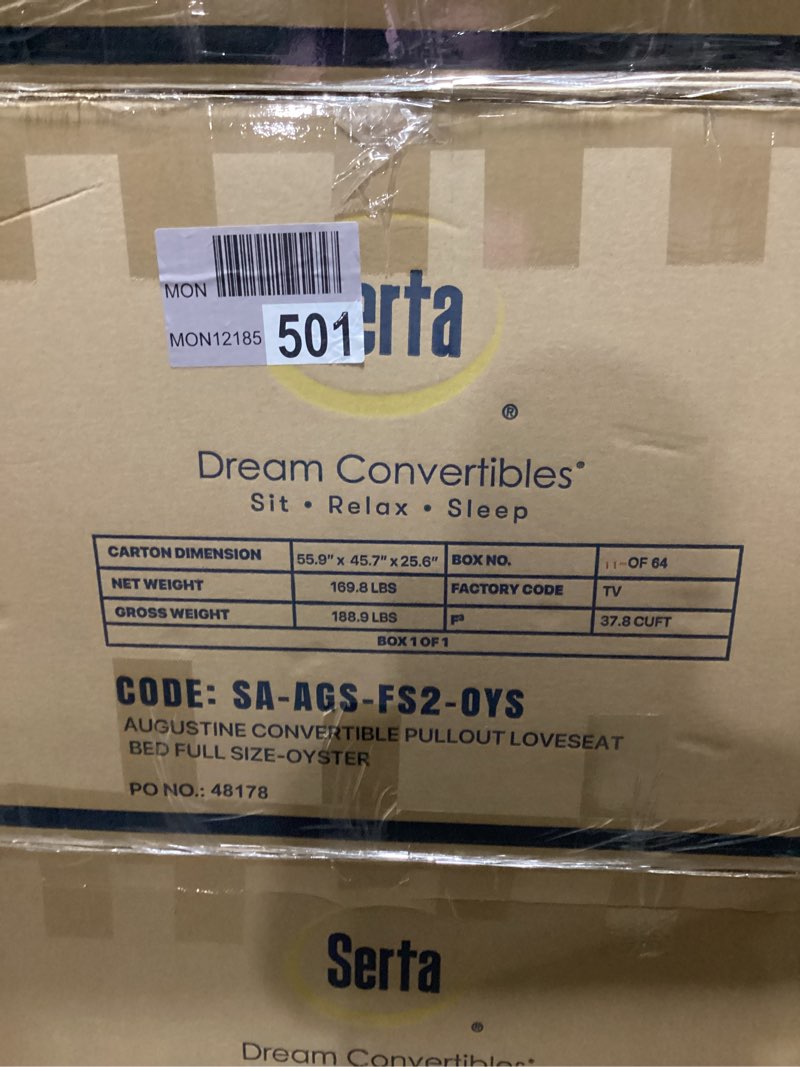 MON
MON12185
501
erta
®
Dream Convertibles®
Sit • Relax • Sleep
CARTON DIMENSION 55.9" x 45.7" x 25.6" BOX NO. OF 64
NET WEIGHT 169.8 LBS FACTORY CODE TV
GROSS WEIGHT 188.9 LBS F³ 37.8 CUFT
BOX 1 OF 1
CODE: SA-AGS-FS2-OYS
AUGUSTINE CONVERTIBLE PULLOUT LOVESEAT
BED FULL SIZE-OYSTER
PO NO.: 48178
Serta
®
Dream Convertibles®